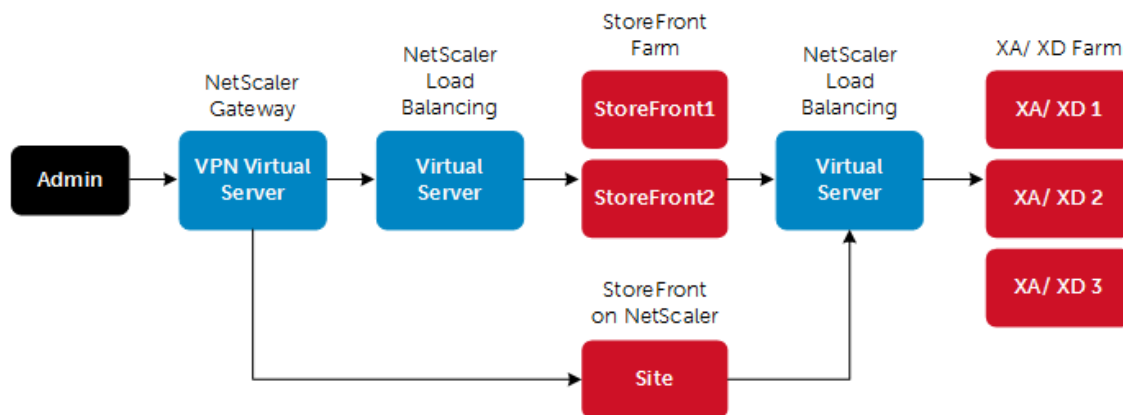 StoreFront
Farm
NetScaler
Gateway
NetScaler
Load
Balancing
NetScaler
Load
Balancing
XA/ XD Farm
Admin
VPN Virtual
Server
Virtual
Server
StoreFront1
StoreFront2
Virtual
Server
XA/ XD 1
XA/ XD 2
XA/ XD 3
StoreFront
on NetScaler
Site